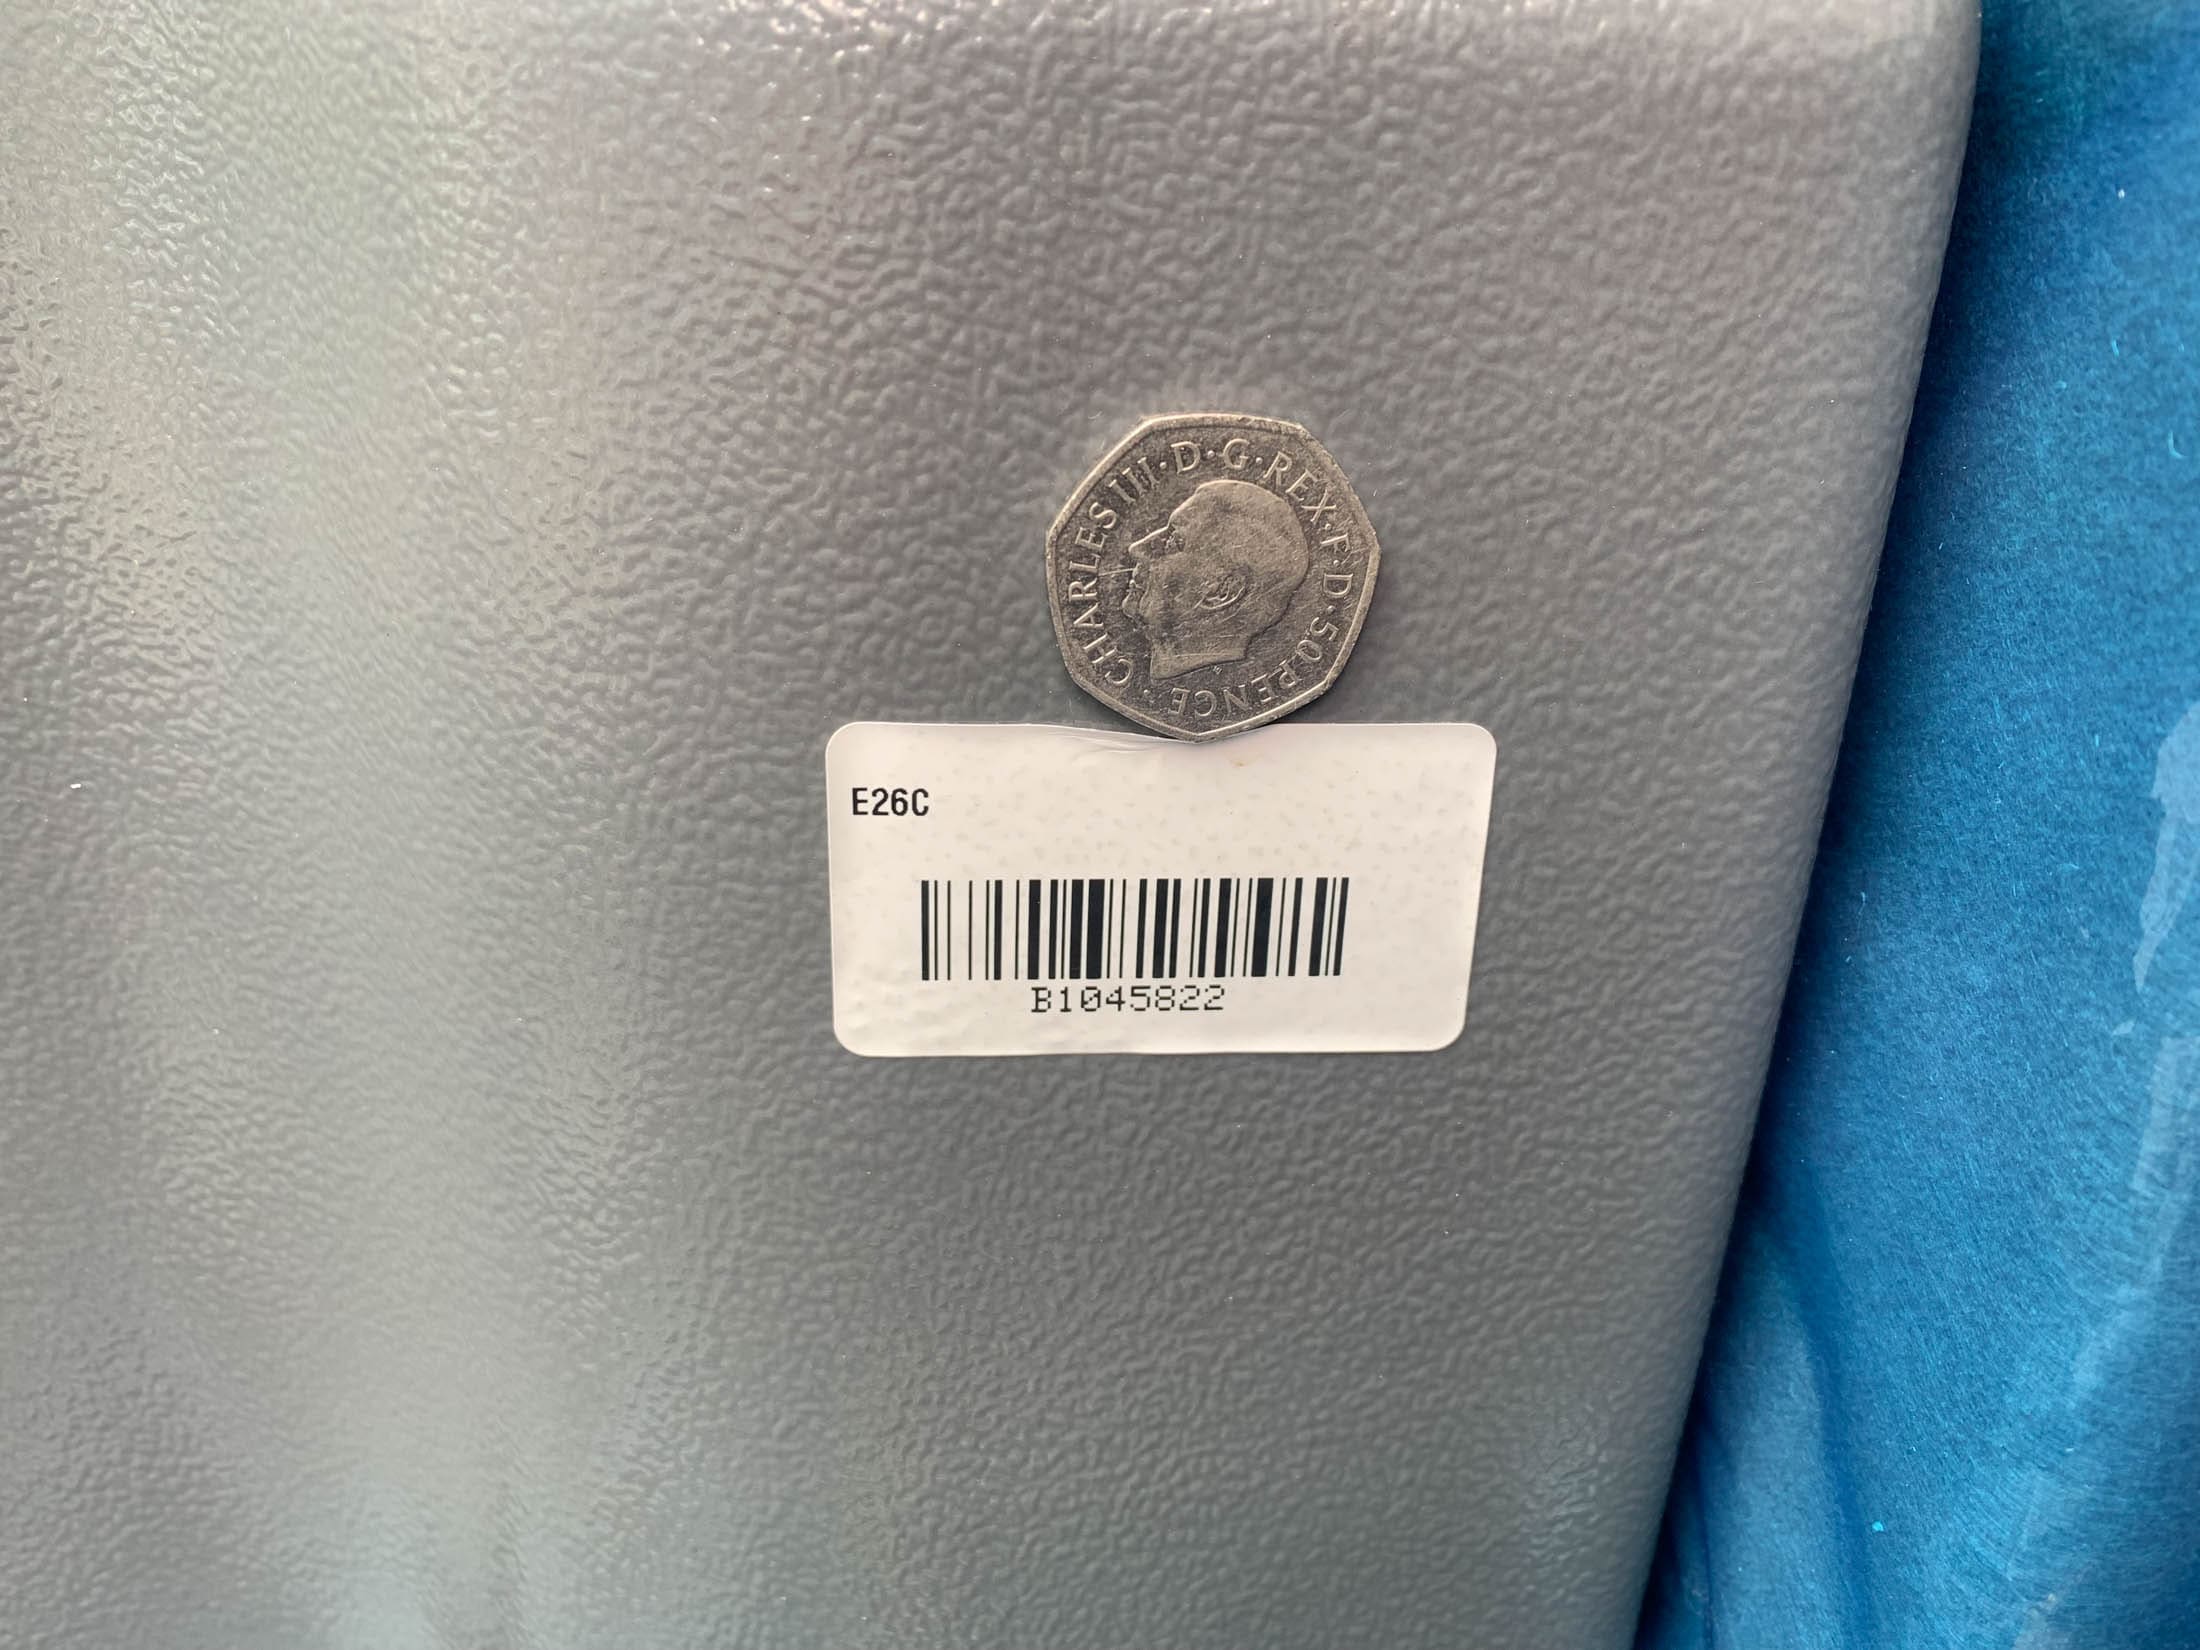 CHARLES III·D·G·REX·F·D·50·PENCE·
E26C
B1045822